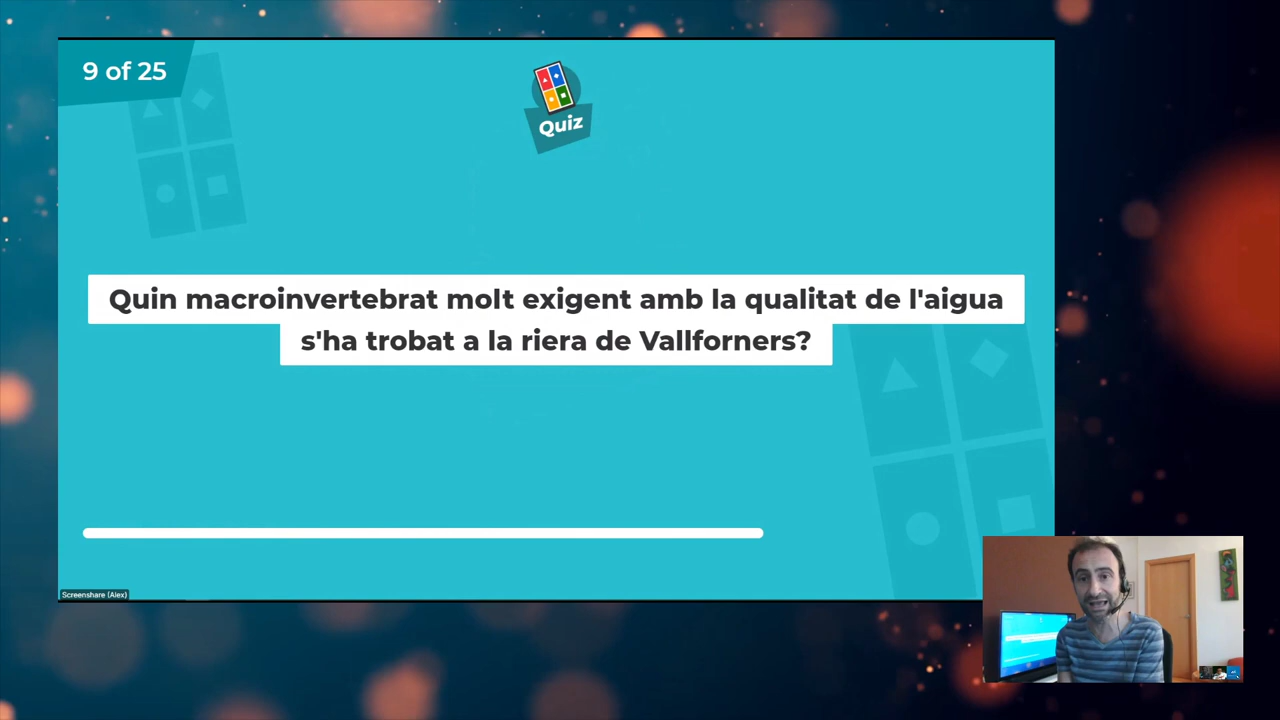 9 of 25
Quiz
Quin macroinvertebrat molt exigent amb la qualitat de l'aigua
s'ha trobat a la riera de Vallforners?
Screenshare (Alex)